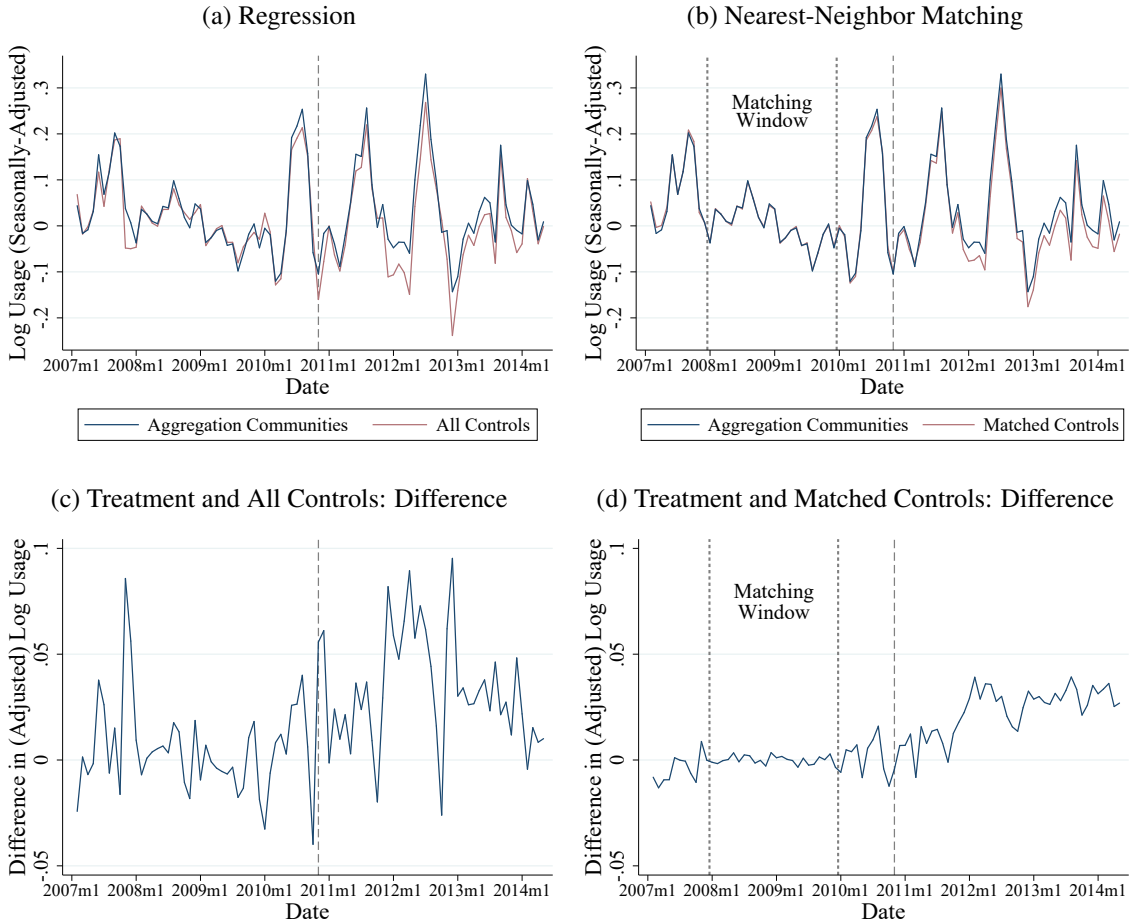 (a) Regression
Log Usage (Seasonally-Adjusted)
.3
.2
.1
0
-.1
-.2
2007m1 2008m1 2009m1 2010m1 2011m1 2012m1 2013m1 2014m1
Date
Aggregation Communities All Controls
(b) Nearest-Neighbor Matching
Log Usage (Seasonally-Adjusted)
.3
.2
.1
0
-.1
-.2
Matching
Window
2007m1 2008m1 2009m1 2010m1 2011m1 2012m1 2013m1 2014m1
Date
Aggregation Communities Matched Controls
(c) Treatment and All Controls: Difference
Difference in (Adjusted) Log Usage
.1
.05
0
-.05
2007m1 2008m1 2009m1 2010m1 2011m1 2012m1 2013m1 2014m1
Date
(d) Treatment and Matched Controls: Difference
Difference in (Adjusted) Log Usage
.1
.05
0
-.05
Matching
Window
2007m1 2008m1 2009m1 2010m1 2011m1 2012m1 2013m1 2014m1
Date